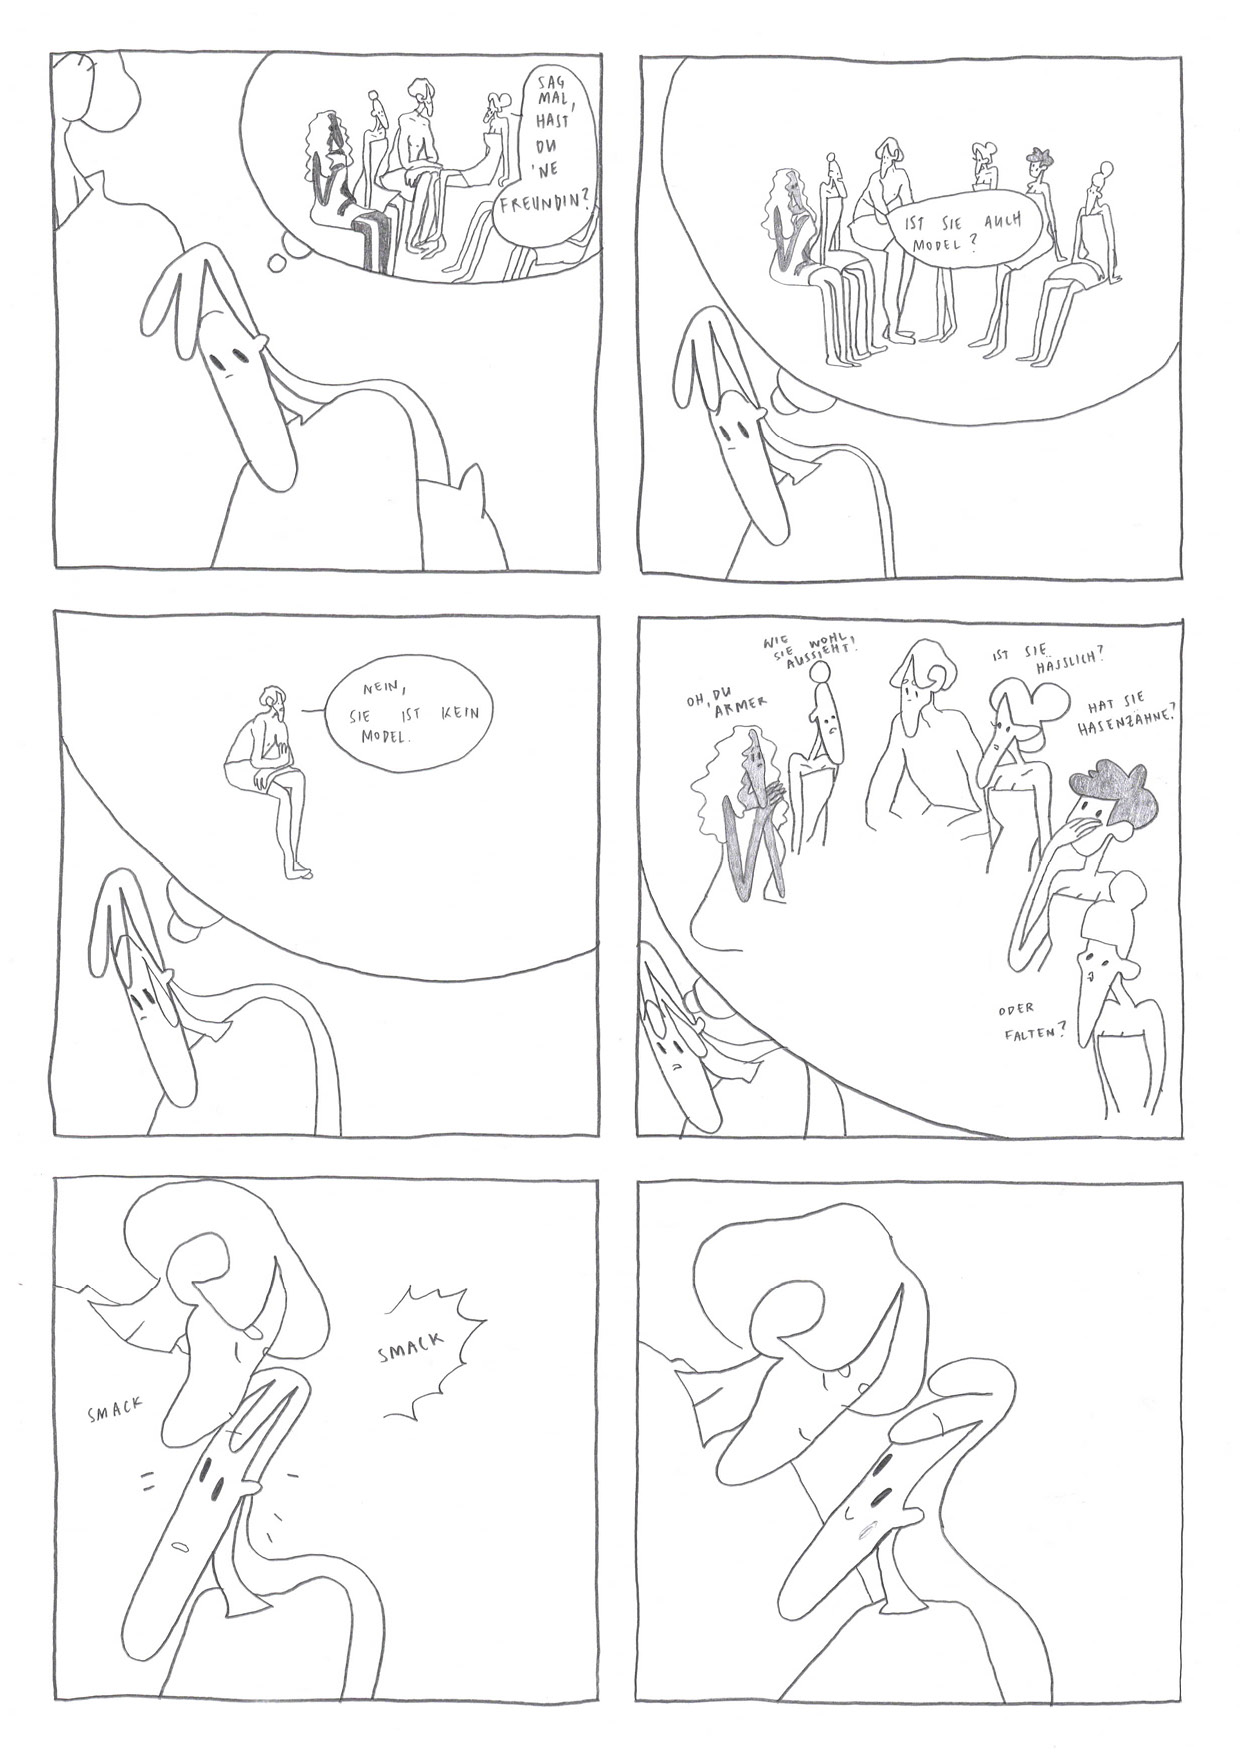 SAG
MAL,
HAST
DU
'NE
FREUNDIN?
IST SIE AUCH
MODEL?
NEIN,
SIE IST KEIN
MODEL.
OH, DU
ARMER
WIE
SIE WOHL
AUSSIEHT?
IST SIE
HÄSSLICH?
HAT SIE
HASENZÄHNE?
ODER
FALTEN?
SMACK
SMACK